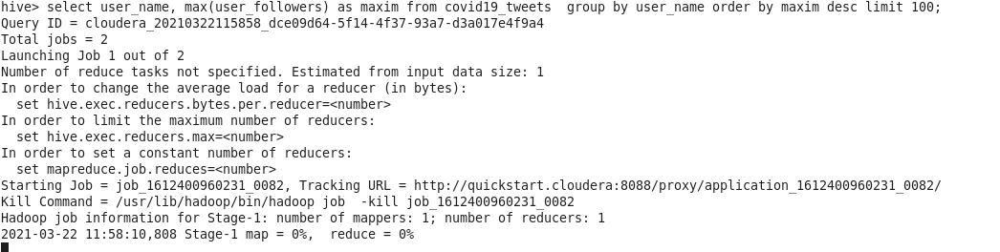 hive> select user_name, max(user_followers) as maxim from covid19_tweets  group by user_name order by maxim desc limit 100;
Query ID = cloudera_20210322115858_dce09d64-5f14-4f37-93a7-d3a017e4f9a4
Total jobs = 2
Launching Job 1 out of 2
Number of reduce tasks not specified. Estimated from input data size: 1
In order to change the average load for a reducer (in bytes):
  set hive.exec.reducers.bytes.per.reducer=<number>
In order to limit the maximum number of reducers:
  set hive.exec.reducers.max=<number>
In order to set a constant number of reducers:
  set mapreduce.job.reduces=<number>
Starting Job = job_1612400960231_0082, Tracking URL = http://quickstart.cloudera:8088/proxy/application_1612400960231_0082/
Kill Command = /usr/lib/hadoop/bin/hadoop job  -kill job_1612400960231_0082
Hadoop job information for Stage-1: number of mappers: 1; number of reducers: 1
2021-03-22 11:58:10,808 Stage-1 map = 0%,  reduce = 0%